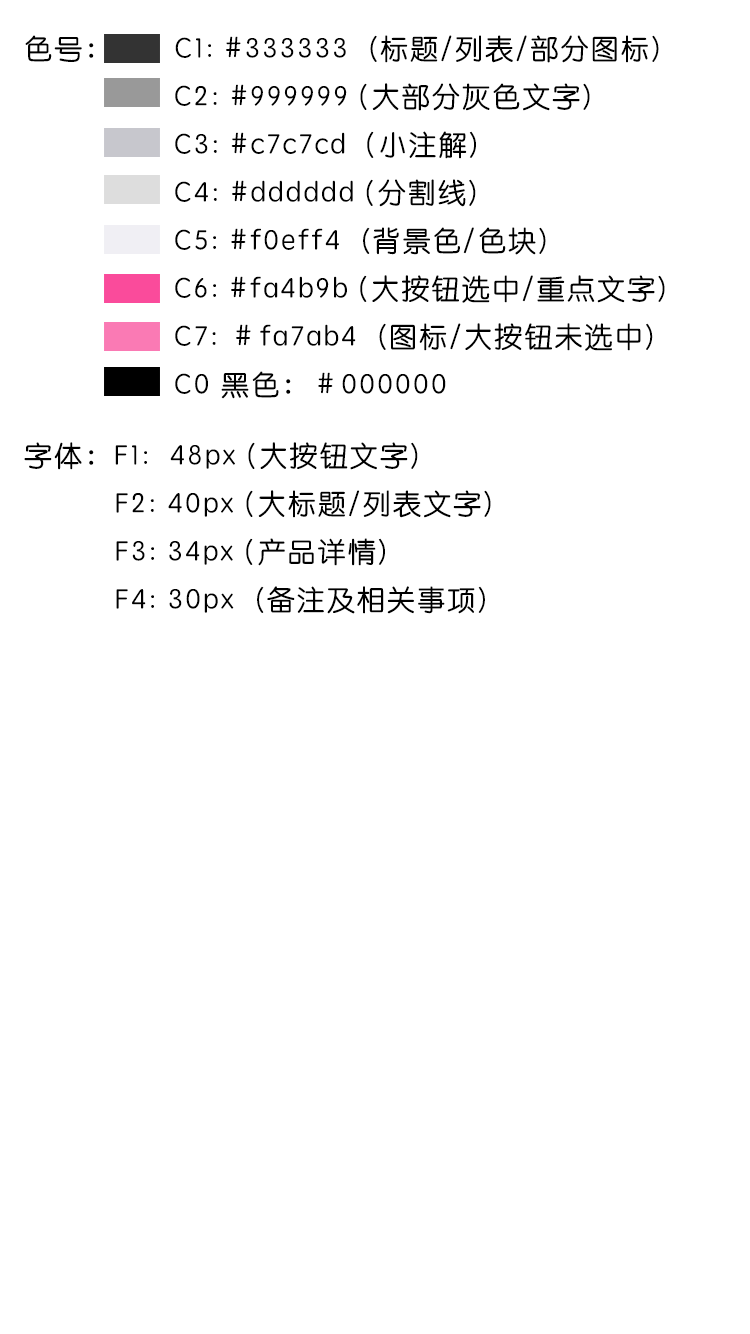 色号: C1: #333333 (标题/列表/部分图标)
C2: #999999 (大部分灰色文字)
C3: #c7c7cd (小注解)
C4: #dddddd (分割线)
C5: #f0eff4 (背景色/色块)
C6: #fa4b9b (大按钮选中/重点文字)
C7: # fa7ab4 (图标/大按钮未选中)
C0 黑色: # 000000
字体: F1: 48px (大按钮文字)
F2: 40px (大标题/列表文字)
F3: 34px (产品详情)
F4: 30px (备注及相关事项)